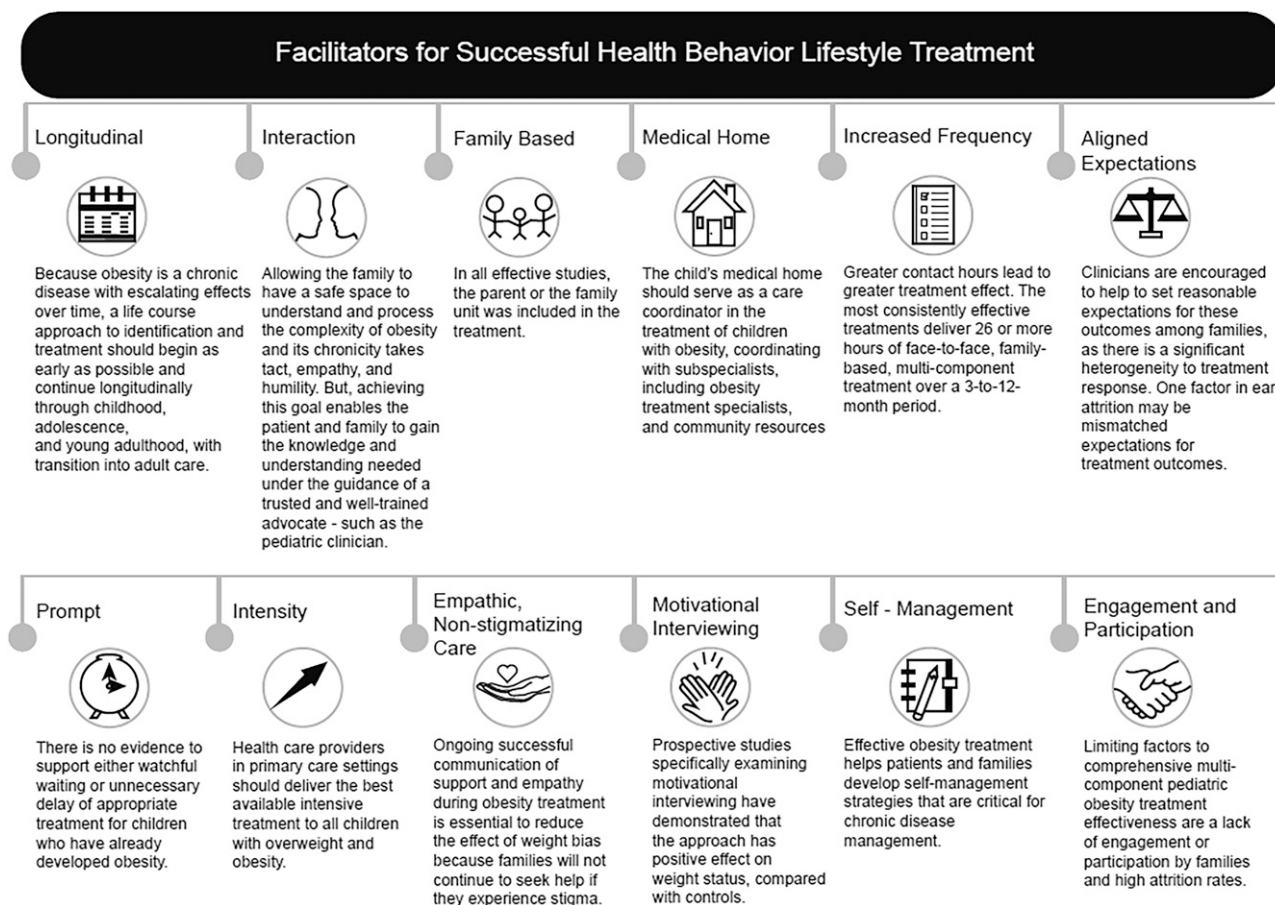 Facilitators for Successful Health Behavior Lifestyle Treatment
Longitudinal
Because obesity is a chronic
disease with escalating effects
over time, a life course
approach to identification and
treatment should begin as
early as possible and
continue longitudinally
through childhood,
adolescence,
and young adulthood, with
transition into adult care.
Interaction
Allowing the family to
have a safe space to
understand and process
the complexity of obesity
and its chronicity takes
tact, empathy, and
humility. But, achieving
this goal enables the
patient and family to gain
the knowledge and
understanding needed
under the guidance of a
trusted and well-trained
advocate - such as the
pediatric clinician.
Family Based
In all effective studies,
the parent or the family
unit was included in the
treatment.
Medical Home
The child's medical home
should serve as a care
coordinator in the
treatment of children
with obesity, coordinating
with subspecialists,
including obesity
treatment specialists,
and community resources
Increased Frequency
Greater contact hours lead to
greater treatment effect. The
most consistently effective
treatments deliver 26 or more
hours of face-to-face, family-
based, multi-component
treatment over a 3-to-12-
month period.
Aligned
Expectations
Clinicians are encouraged
to help to set reasonable
expectations for these
outcomes among families,
as there is a significant
heterogeneity to treatment
response. One factor in ear
attrition may be
mismatched
expectations for
treatment outcomes.
Prompt
There is no evidence to
support either watchful
waiting or unnecessary
delay of appropriate
treatment for children
who have already
developed obesity.
Intensity
Health care providers
in primary care settings
should deliver the best
available intensive
treatment to all children
with overweight and
obesity.
Empathic,
Non-stigmatizing
Care
Ongoing successful
communication of
support and empathy
during obesity treatment
is essential to reduce
the effect of weight bias
because families will not
continue to seek help if
they experience stigma.
Motivational
Interviewing
Prospective studies
specifically examining
motivational
interviewing have
demonstrated that
the approach has
positive effect on
weight status, compared
with controls.
Self - Management
Effective obesity treatment
helps patients and families
develop self-management
strategies that are critical for
chronic disease
management.
Engagement and
Participation
Limiting factors to
comprehensive multi-
component pediatric
obesity treatment
effectiveness are a lack
of engagement or
participation by families
and high attrition rates.